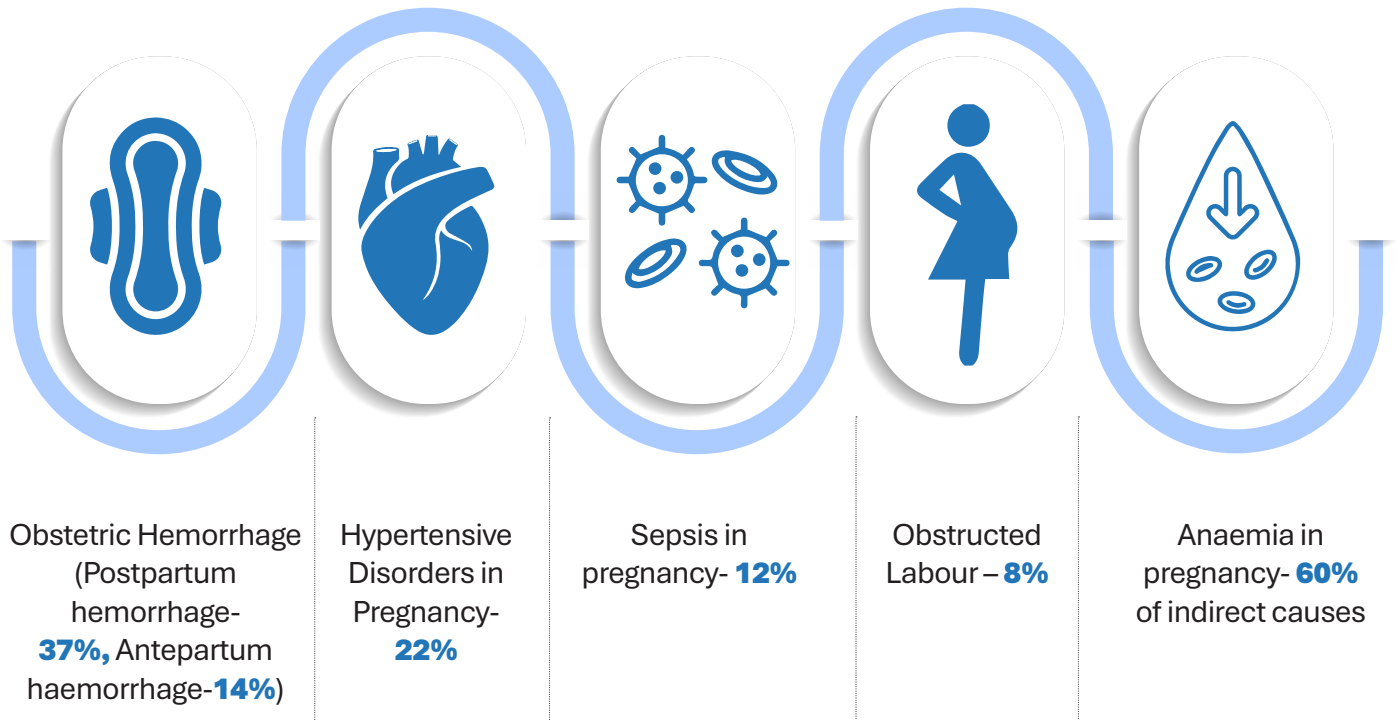 Obstetric Hemorrhage
(Postpartum
hemorrhage-
37%, Antepartum
haemorrhage-14%)
Hypertensive
Disorders in
Pregnancy-
22%
Sepsis in
pregnancy- 12%
Obstructed
Labour – 8%
Anaemia in
pregnancy- 60%
of indirect causes